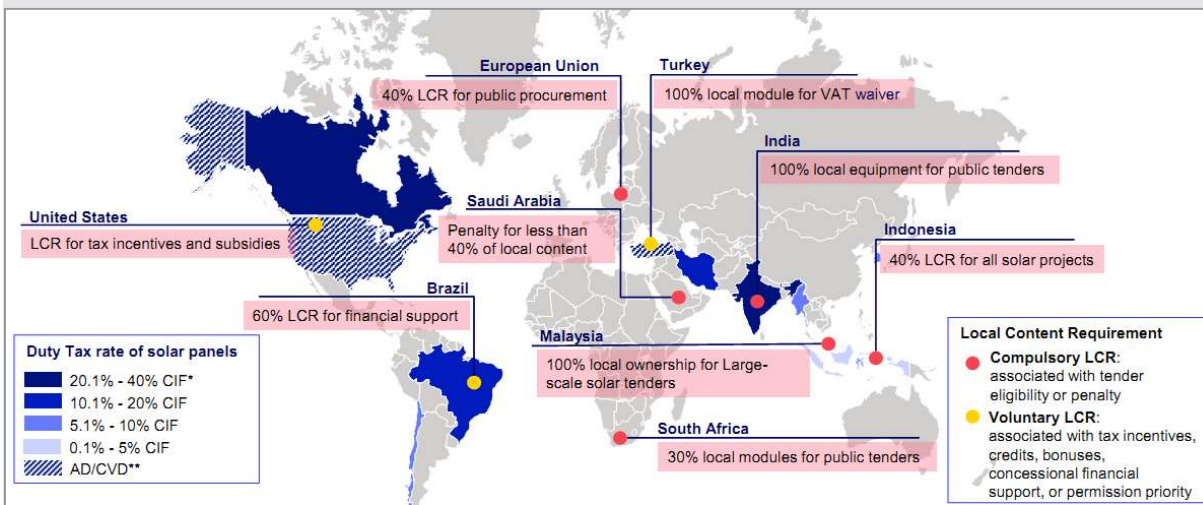 European Union
40% LCR for public procurement
Turkey
100% local module for VAT waiver
India
100% local equipment for public tenders
United States
LCR for tax incentives and subsidies
Saudi Arabia
Penalty for less than
40% of local content
Indonesia
40% LCR for all solar projects
Brazil
60% LCR for financial support
Malaysia
100% local ownership for Large-
scale solar tenders
South Africa
30% local modules for public tenders
Duty Tax rate of solar panels
20.1% - 40% CIF*
10.1% - 20% CIF
5.1% - 10% CIF
0.1% - 5% CIF
AD/CVD**
Local Content Requirement
Compulsory LCR:
associated with tender
eligibility or penalty
Voluntary LCR:
associated with tax incentives,
credits, bonuses,
concessional financial
support, or permission priority